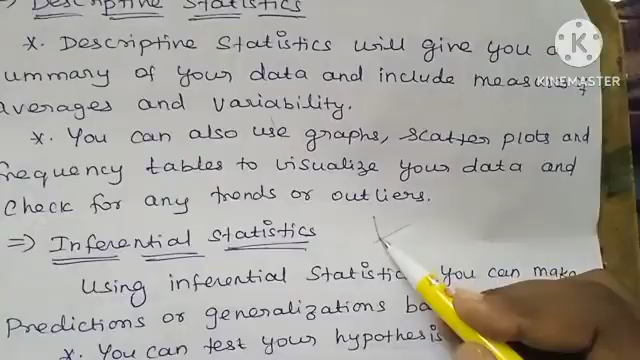 => Descriptive Statistics
* Descriptive Statistics will give you a
ummary of your data and include measures
averages and variability.
* You can also use graphs, scatter plots and
frequency tables to visualize your data and
check for any trends or outliers.
=> Inferential Statistics
Using inferential Statistic you can make
Predictions or generalizations ba
* You can test your hypothesis
KINEMASTER